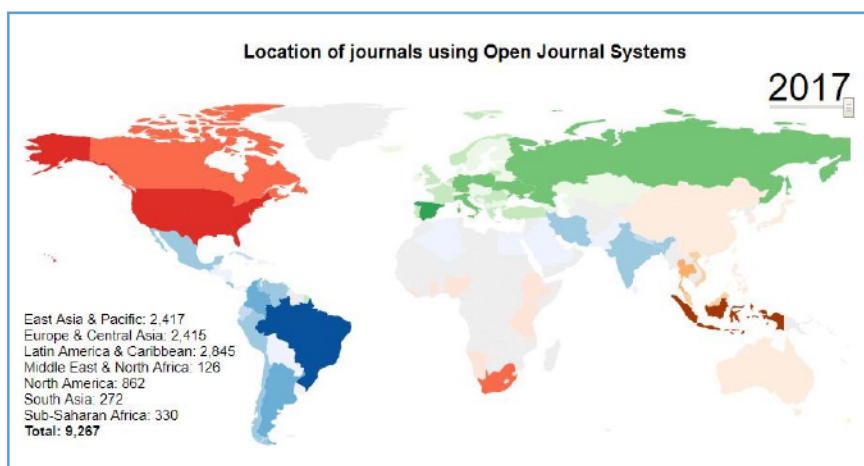 Location of journals using Open Journal Systems
2017
East Asia & Pacific: 2,417
Europe & Central Asia: 2,415
Latin America & Caribbean: 2,845
Middle East & North Africa: 126
North America: 862
South Asia: 272
Sub-Saharan Africa: 330
Total: 9,267